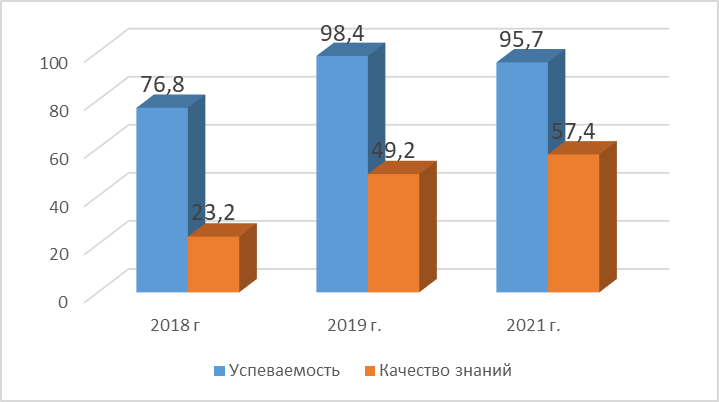 98,4
95,7
76,8
57,4
49,2
23,2
100
80
60
40
20
0
2018 г
2019 г.
2021 г.
Успеваемость
Качество знаний